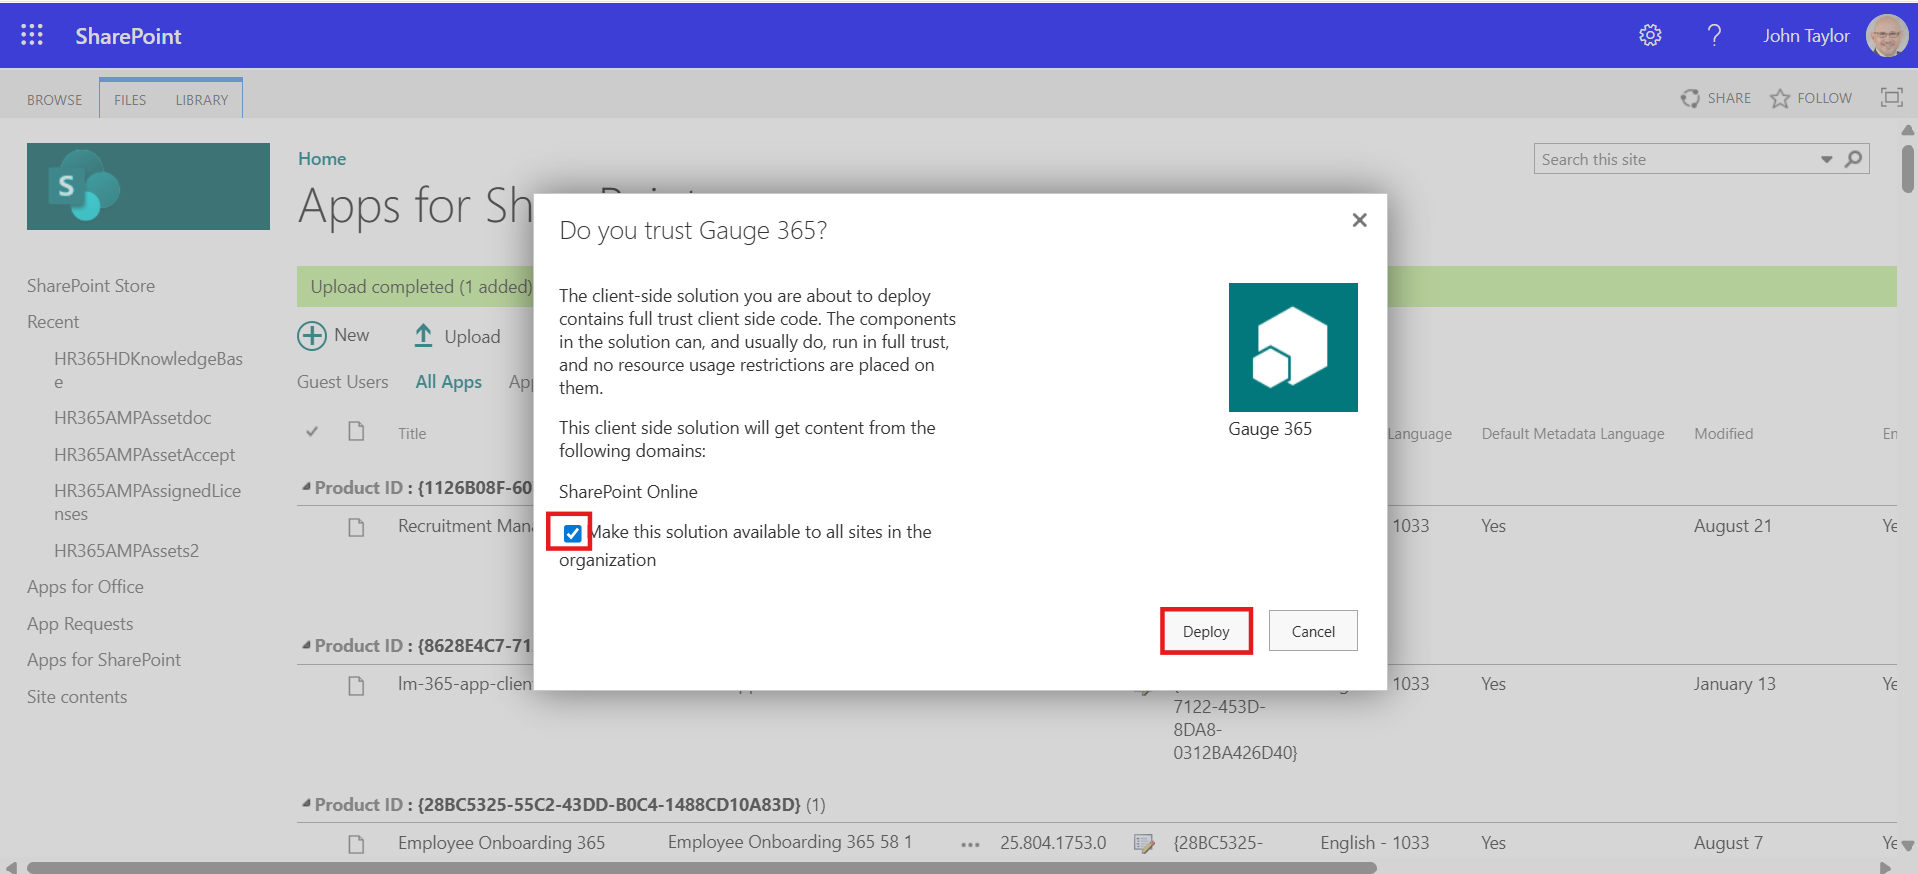 SharePoint
?
John Taylor
BROWSE
FILES
LIBRARY
SHARE
FOLLOW
S
Home
Search this site
Apps for Sh
SharePoint Store
Recent
HR365HDKnowledgeBas
e
HR365AMPAssetdoc
HR365AMPAssetAccept
HR365AMPAssignedLice
nses
HR365AMPAssets2
Apps for Office
App Requests
Apps for SharePoint
Site contents
Upload completed (1 added)
New
Upload
Guest Users
All Apps
Ap
Title
Language
Default Metadata Language
Modified
En
Product ID : {1126B08F-60
Recruitment Man
1033
Yes
August 21
Ye
Product ID : {8628E4C7-71
lm-365-app-clien
1033
Yes
January 13
Ye
7122-453D-
8DA8-
0312BA426D40}
Product ID : {28BC5325-55C2-43DD-B0C4-1488CD10A83D} (1)
Employee Onboarding 365
Employee Onboarding 365 58 1
...
25.804.1753.0
{28BC5325-
English - 1033
Yes
August 7
Ye
Do you trust Gauge 365?
The client-side solution you are about to deploy
contains full trust client side code. The components
in the solution can, and usually do, run in full trust,
and no resource usage restrictions are placed on
them.
This client side solution will get content from the
following domains:
SharePoint Online
Make this solution available to all sites in the
organization
Gauge 365
Deploy
Cancel